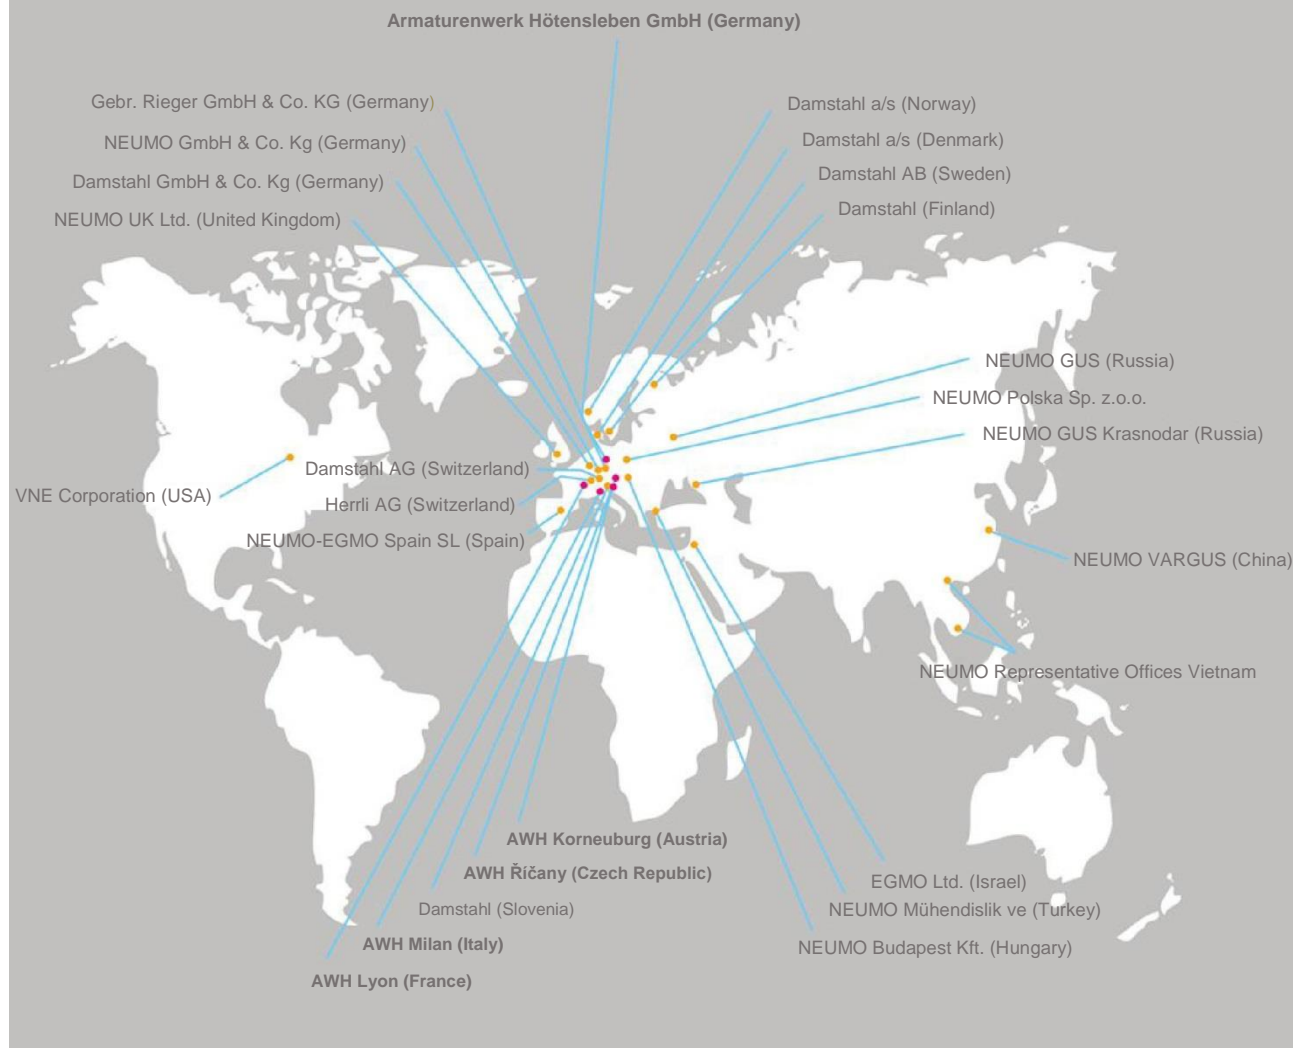 Armaturenwerk Hötensleben GmbH (Germany)
Gebr. Rieger GmbH & Co. KG (Germany)
NEUMO GmbH & Co. Kg (Germany)
Damstahl GmbH & Co. Kg (Germany)
NEUMO UK Ltd. (United Kingdom)
Damstahl a/s (Norway)
Damstahl a/s (Denmark)
Damstahl AB (Sweden)
Damstahl (Finland)
NEUMO GUS (Russia)
NEUMO Polska Sp. z.o.o.
NEUMO GUS Krasnodar (Russia)
Damstahl AG (Switzerland)
VNE Corporation (USA)
Herrli AG (Switzerland)
NEUMO-EGMO Spain SL (Spain)
NEUMO VARGUS (China)
NEUMO Representative Offices Vietnam
AWH Korneuburg (Austria)
AWH Říčany (Czech Republic)
Damstahl (Slovenia)
AWH Milan (Italy)
AWH Lyon (France)
EGMO Ltd. (Israel)
NEUMO Mühendislik ve (Turkey)
NEUMO Budapest Kft. (Hungary)